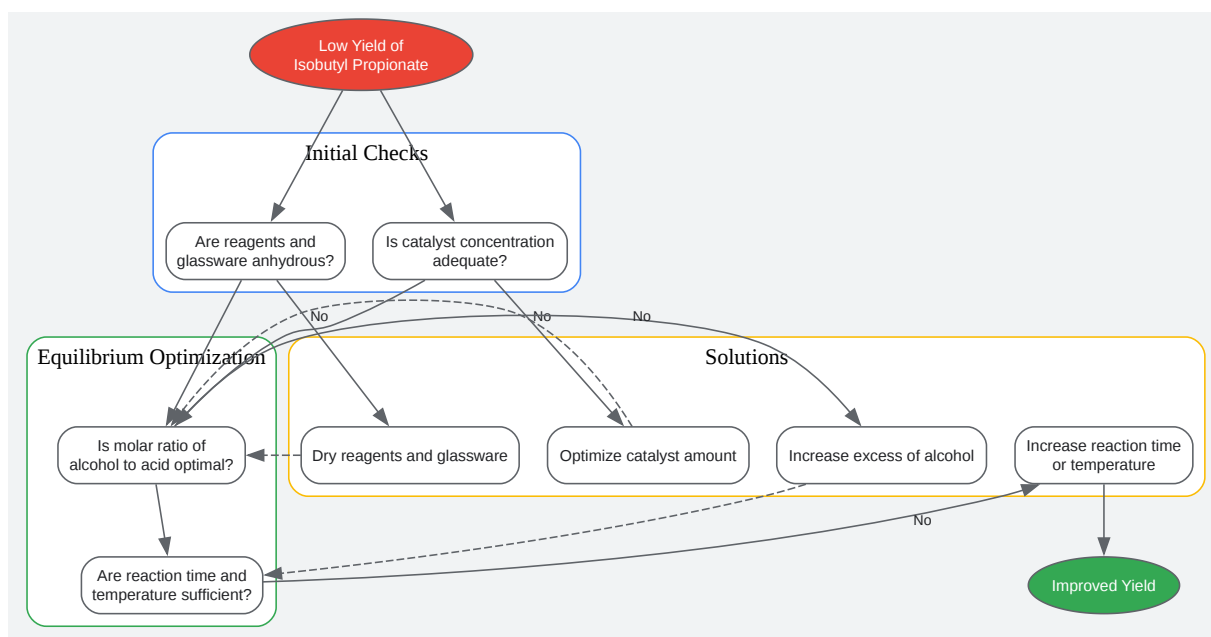 Low Yield of
Isobutyl Propionate
Initial Checks
Are reagents and
glassware anhydrous?
Is catalyst concentration
adequate?
No
No
No
Equilibrium Optimization
Solutions
Is molar ratio of
alcohol to acid optimal?
Dry reagents and glassware
Optimize catalyst amount
Increase excess of alcohol
Increase reaction time
or temperature
No
Are reaction time and
temperature sufficient?
Improved Yield